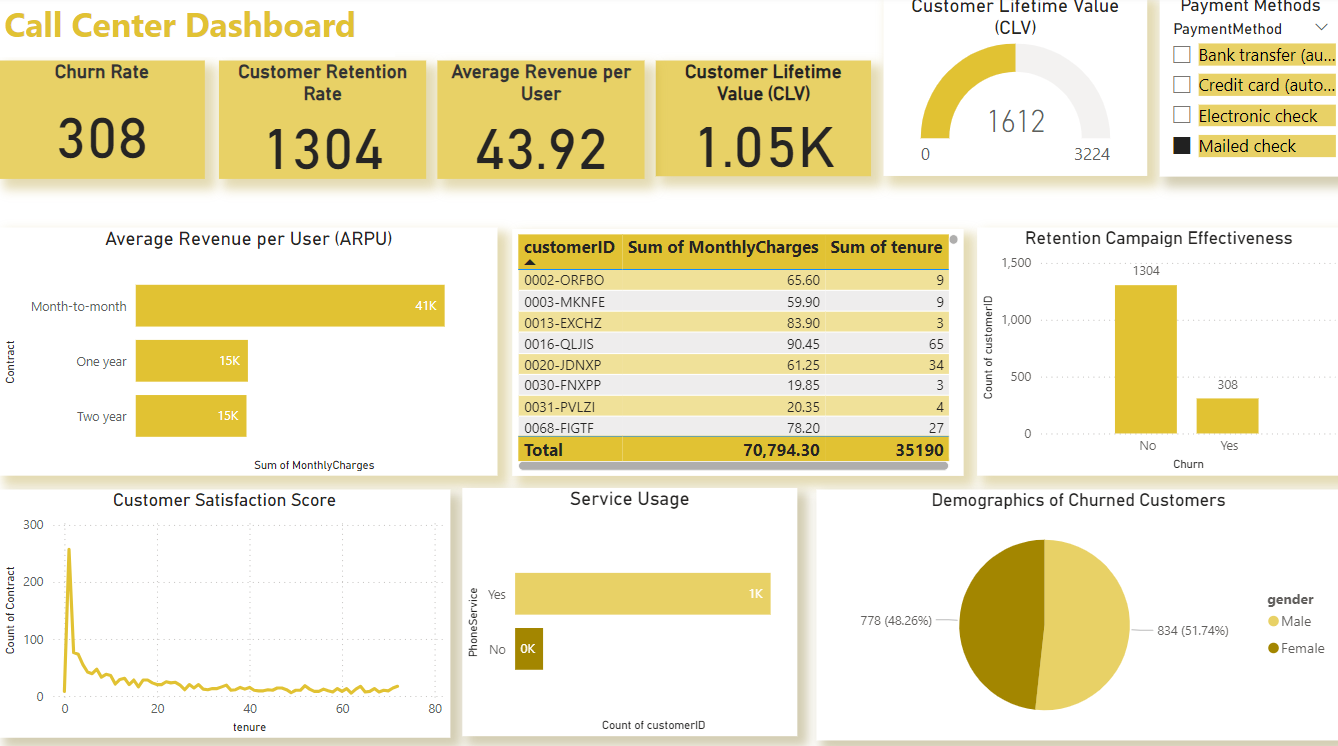 Call Center Dashboard
Churn Rate
308
Customer Retention
Rate
1304
Average Revenue per
User
43.92
Customer Lifetime
Value (CLV)
1.05K
Customer Lifetime Value
(CLV)
1612
0
3224
Payment Methods
PaymentMethod
Bank transfer (au...
Credit card (auto...
Electronic check
Mailed check
Average Revenue per User (ARPU)
Contract
Month-to-month
41K
One year
15K
Two year
15K
Sum of MonthlyCharges
customerID Sum of MonthlyCharges Sum of tenure
0002-ORFBO 65.60 9
0003-MKNFE 59.90 9
0013-EXCHZ 83.90 3
0016-QLJIS 90.45 65
0020-JDNXP 61.25 34
0030-FNXPP 19.85 3
0031-PVLZI 20.35 4
0068-FIGTF 78.20 27
Total 70,794.30 35190
Retention Campaign Effectiveness
Count of customerID
1,500
1,000
500
0
1304
308
No
Yes
Churn
Customer Satisfaction Score
Count of Contract
300
200
100
0
0
20
40
60
80
tenure
Service Usage
PhoneService
Yes
1K
No
0K
Count of customerID
Demographics of Churned Customers
778 (48.26%)
834 (51.74%)
gender
Male
Female